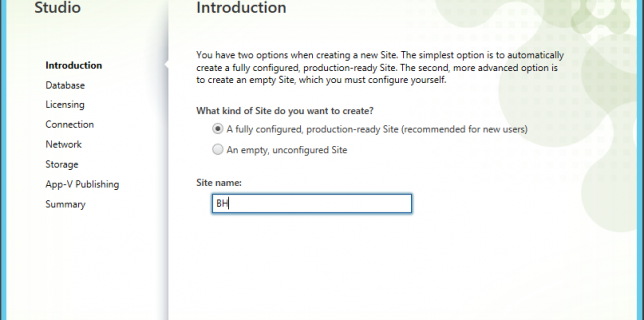 Studio
Introduction
Introduction
Database
Licensing
Connection
Network
Storage
App-V Publishing
Summary
You have two options when creating a new Site. The simplest option is to automatically
create a fully configured, production-ready Site. The second, more advanced option is
to create an empty Site, which you must configure yourself.
What kind of Site do you want to create?
A fully configured, production-ready Site (recommended for new users)
An empty, unconfigured Site
Site name:
BH